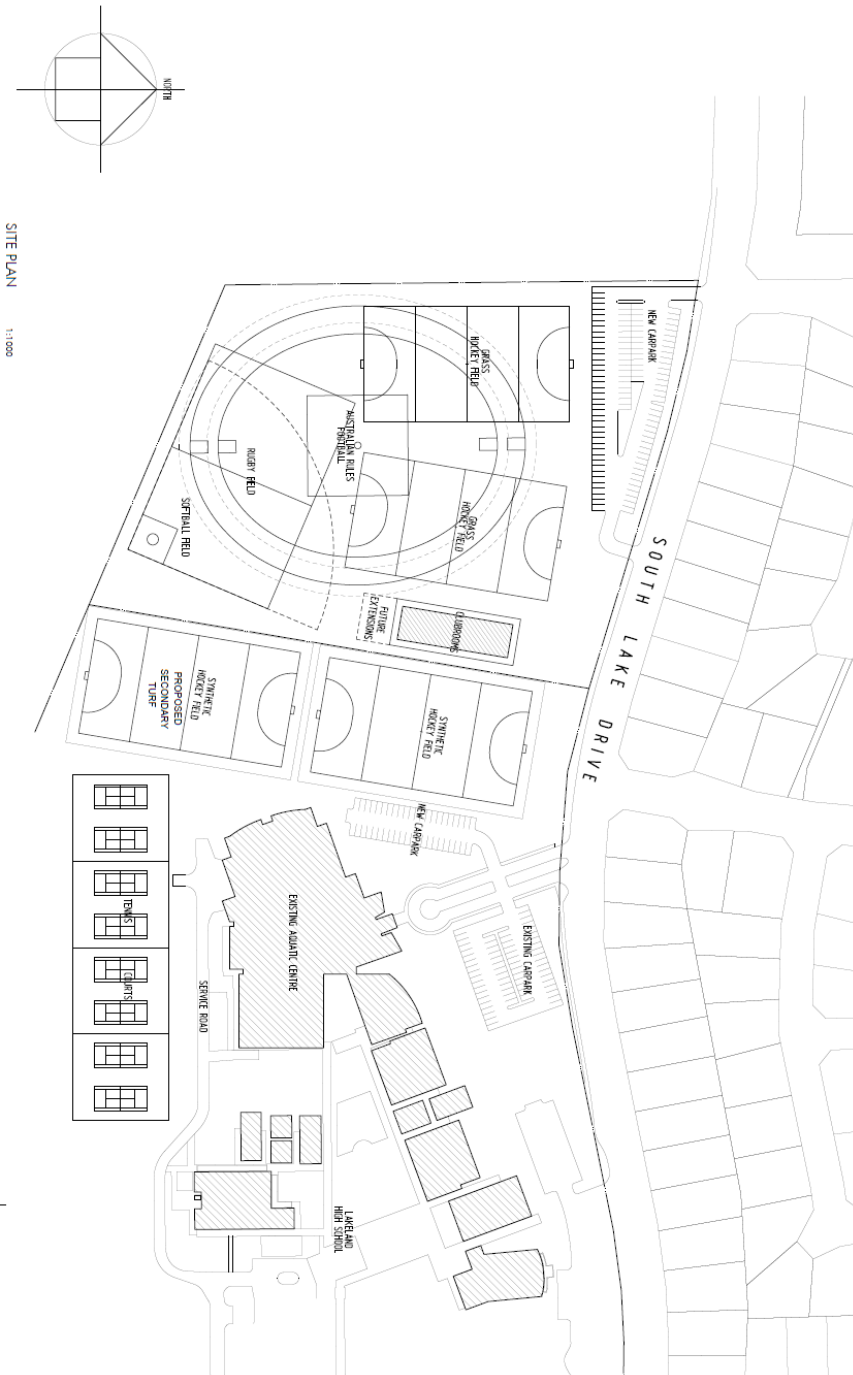 NORTH
SITE PLAN
1:1000
NEW CARPARK
GRASS
HOCKEY FIELD
AUSTRALIAN RULES
FOOTBALL
RUGBY FIELD
SOFTBALL FIELD
GRASS
HOCKEY FIELD
FUTURE
EXTENSIONS
CLUBROOMS
SOUTH LAKE DRIVE
SYNTHETIC
HOCKEY FIELD
PROPOSED
SECONDARY
TURF
SYNTHETIC
HOCKEY FIELD
NEW CARPARK
EXISTING AQUATIC CENTRE
EXISTING CARPARK
TENNIS COURTS
SERVICE ROAD
LAKELAND
HIGH SCHOOL